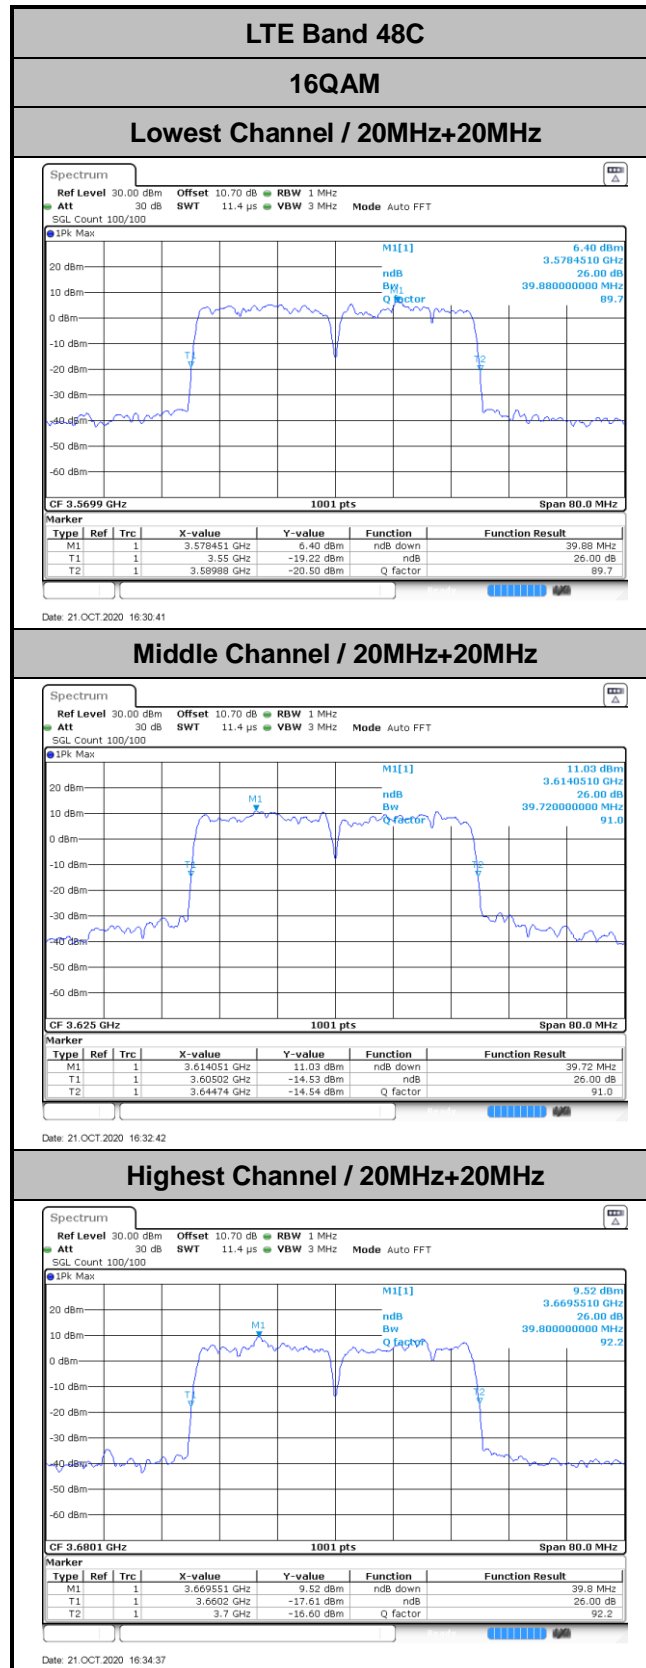 LTE Band 48C
16QAM
Lowest Channel / 20MHz+20MHz
Spectrum
Ref Level 30.00 dBm Offset 10.70 dB RBW 1 MHz
Att 30 dB SWT 11.4 µs VBW 3 MHz Mode Auto FFT
SGL Count 100/100
1Pk Max
M1[1] 6.40 dBm
3.5784510 GHz
ndB 26.00 dB
Bw 39.880000000 MHz
Q factor 89.7
M1
T1
T2
20 dBm
10 dBm
0 dBm
-10 dBm
-20 dBm
-30 dBm
-40 dBm
-50 dBm
-60 dBm
CF 3.5699 GHz 1001 pts Span 80.0 MHz
Marker
Type Ref Trc X-value Y-value Function Function Result
M1 1 3.578451 GHz 6.40 dBm ndB down 39.88 MHz
T1 1 3.55 GHz -19.22 dBm ndB 26.00 dB
T2 1 3.58988 GHz -20.50 dBm Q factor 89.7
Date: 21.OCT.2020 16:30:41
Middle Channel / 20MHz+20MHz
Spectrum
Ref Level 30.00 dBm Offset 10.70 dB RBW 1 MHz
Att 30 dB SWT 11.4 µs VBW 3 MHz Mode Auto FFT
SGL Count 100/100
1Pk Max
M1[1] 11.03 dBm
3.6140510 GHz
ndB 26.00 dB
Bw 39.720000000 MHz
Q factor 91.0
M1
T1
T2
20 dBm
10 dBm
0 dBm
-10 dBm
-20 dBm
-30 dBm
-40 dBm
-50 dBm
-60 dBm
CF 3.625 GHz 1001 pts Span 80.0 MHz
Marker
Type Ref Trc X-value Y-value Function Function Result
M1 1 3.614051 GHz 11.03 dBm ndB down 39.72 MHz
T1 1 3.60502 GHz -14.53 dBm ndB 26.00 dB
T2 1 3.64474 GHz -14.54 dBm Q factor 91.0
Date: 21.OCT.2020 16:32:42
Highest Channel / 20MHz+20MHz
Spectrum
Ref Level 30.00 dBm Offset 10.70 dB RBW 1 MHz
Att 30 dB SWT 11.4 µs VBW 3 MHz Mode Auto FFT
SGL Count 100/100
1Pk Max
M1[1] 9.52 dBm
3.6695510 GHz
ndB 26.00 dB
Bw 39.800000000 MHz
Q factor 92.2
M1
T1
T2
20 dBm
10 dBm
0 dBm
-10 dBm
-20 dBm
-30 dBm
-40 dBm
-50 dBm
-60 dBm
CF 3.6801 GHz 1001 pts Span 80.0 MHz
Marker
Type Ref Trc X-value Y-value Function Function Result
M1 1 3.669551 GHz 9.52 dBm ndB down 39.8 MHz
T1 1 3.6602 GHz -17.61 dBm ndB 26.00 dB
T2 1 3.7 GHz -16.60 dBm Q factor 92.2
Date: 21.OCT.2020 16:34:37